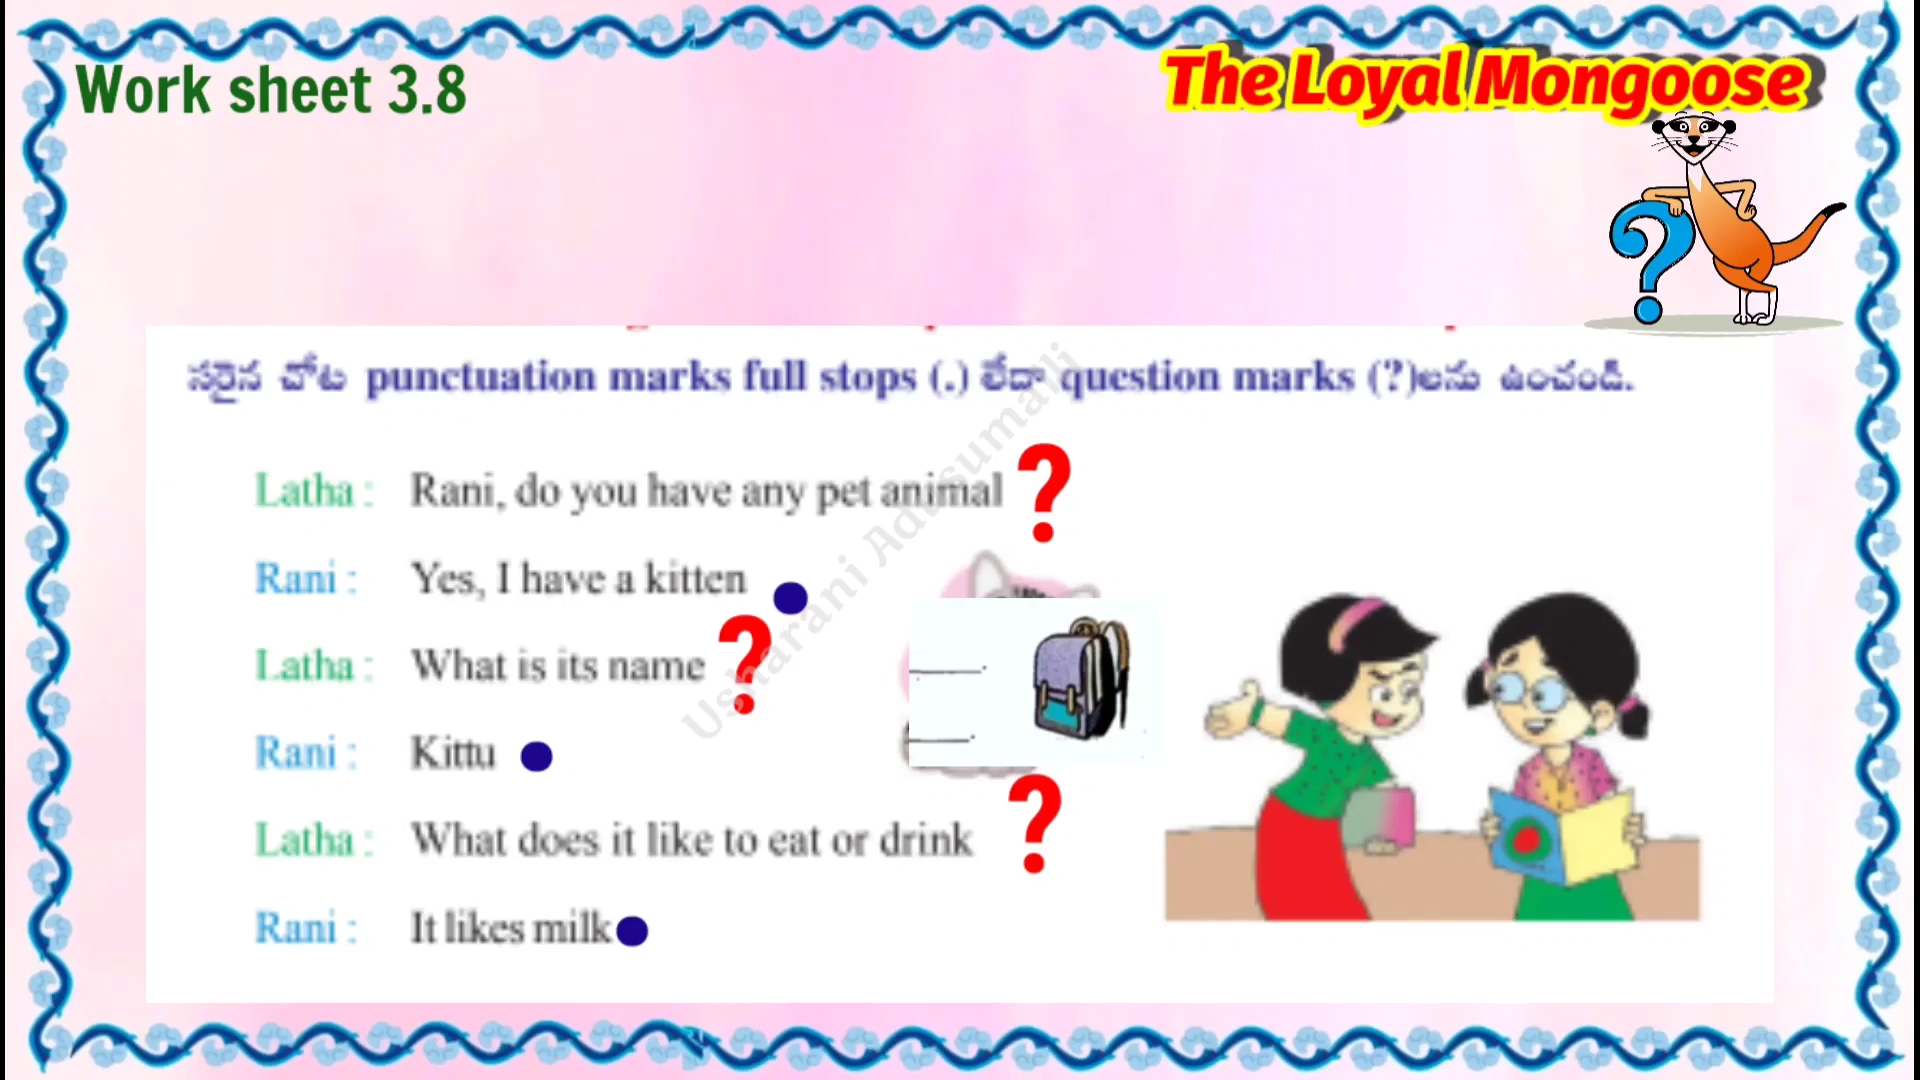 Work sheet 3.8
The Loyal Mongoose
సరైన చోట punctuation marks full stops (.) లేదా question marks (?)లను ఉంచండి.
Latha : Rani, do you have any pet animal ?
Rani : Yes, I have a kitten .
Latha : What is its name ?
Rani : Kittu .
Latha : What does it like to eat or drink ?
Rani : It likes milk.
Usharani Adusumalli